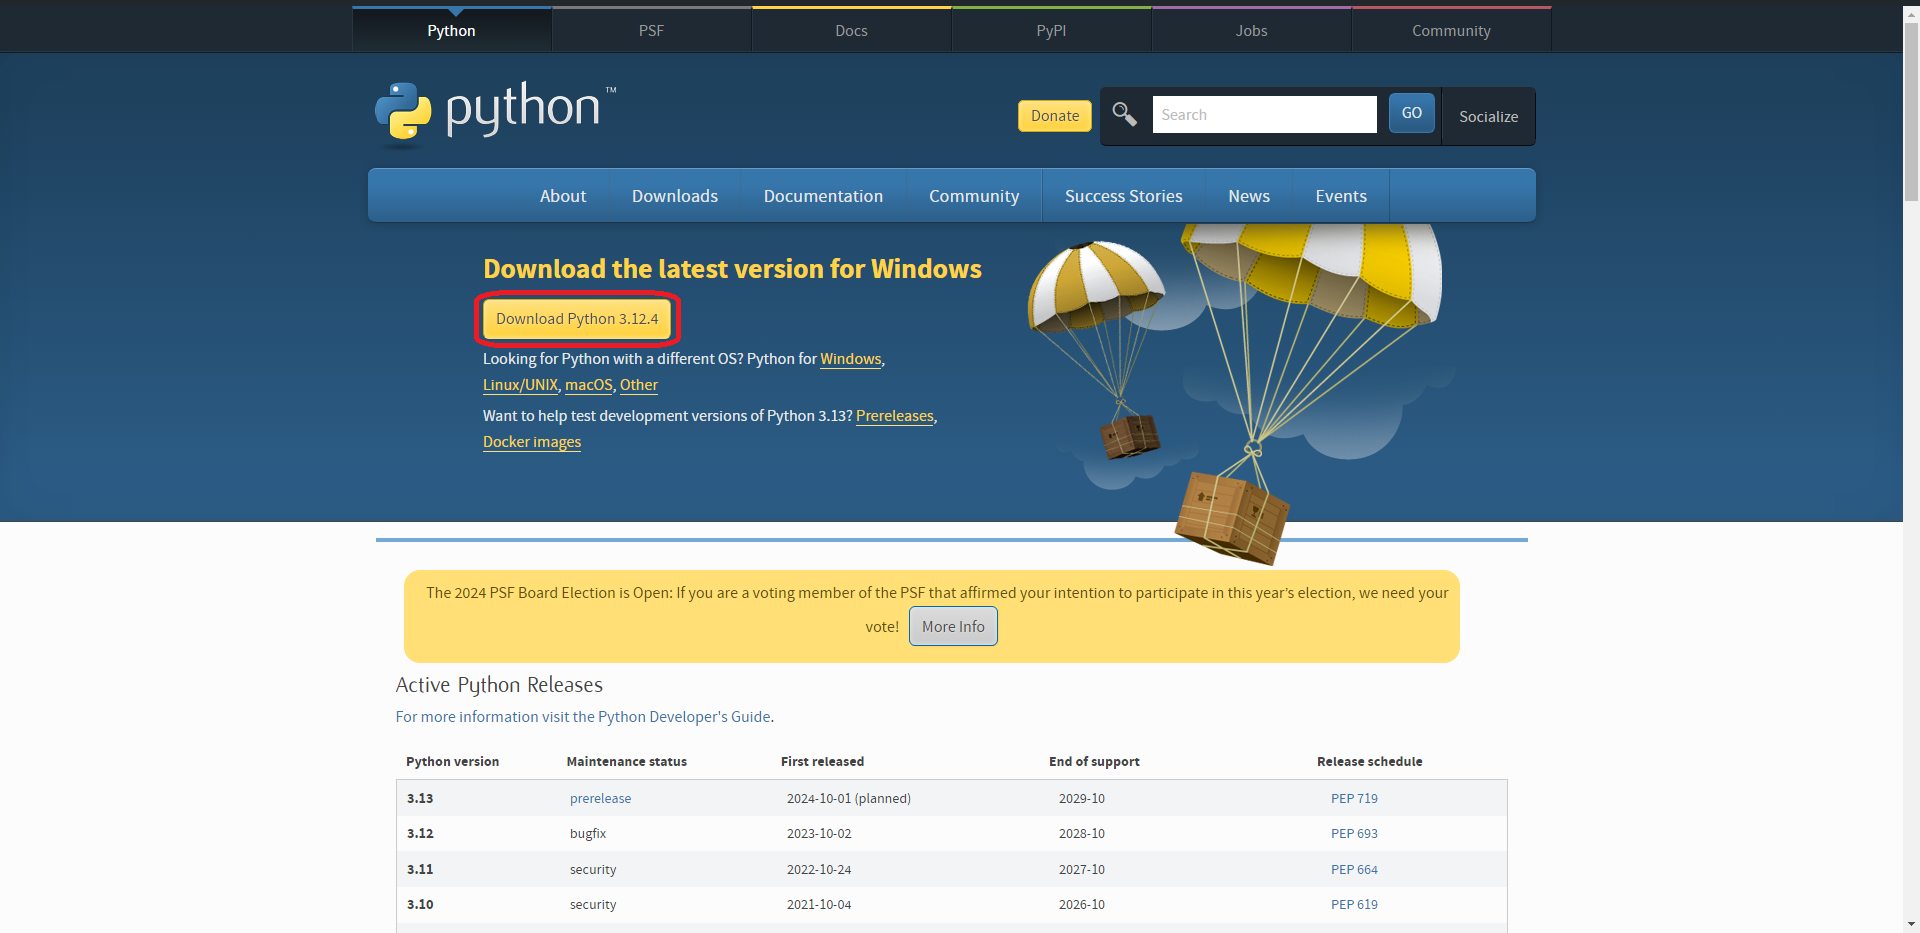 Python PSF Docs PyPI Jobs Community
python™
Donate Search GO Socialize
About Downloads Documentation Community Success Stories News Events
Download the latest version for Windows
Download Python 3.12.4
Looking for Python with a different OS? Python for Windows,
Linux/UNIX, macOS, Other
Want to help test development versions of Python 3.13? Prereleases,
Docker images
The 2024 PSF Board Election is Open: If you are a voting member of the PSF that affirmed your intention to participate in this year’s election, we need your
vote! More Info
Active Python Releases
For more information visit the Python Developer's Guide.
Python version Maintenance status First released End of support Release schedule
3.13 prerelease 2024-10-01 (planned) 2029-10 PEP 719
3.12 bugfix 2023-10-02 2028-10 PEP 693
3.11 security 2022-10-24 2027-10 PEP 664
3.10 security 2021-10-04 2026-10 PEP 619